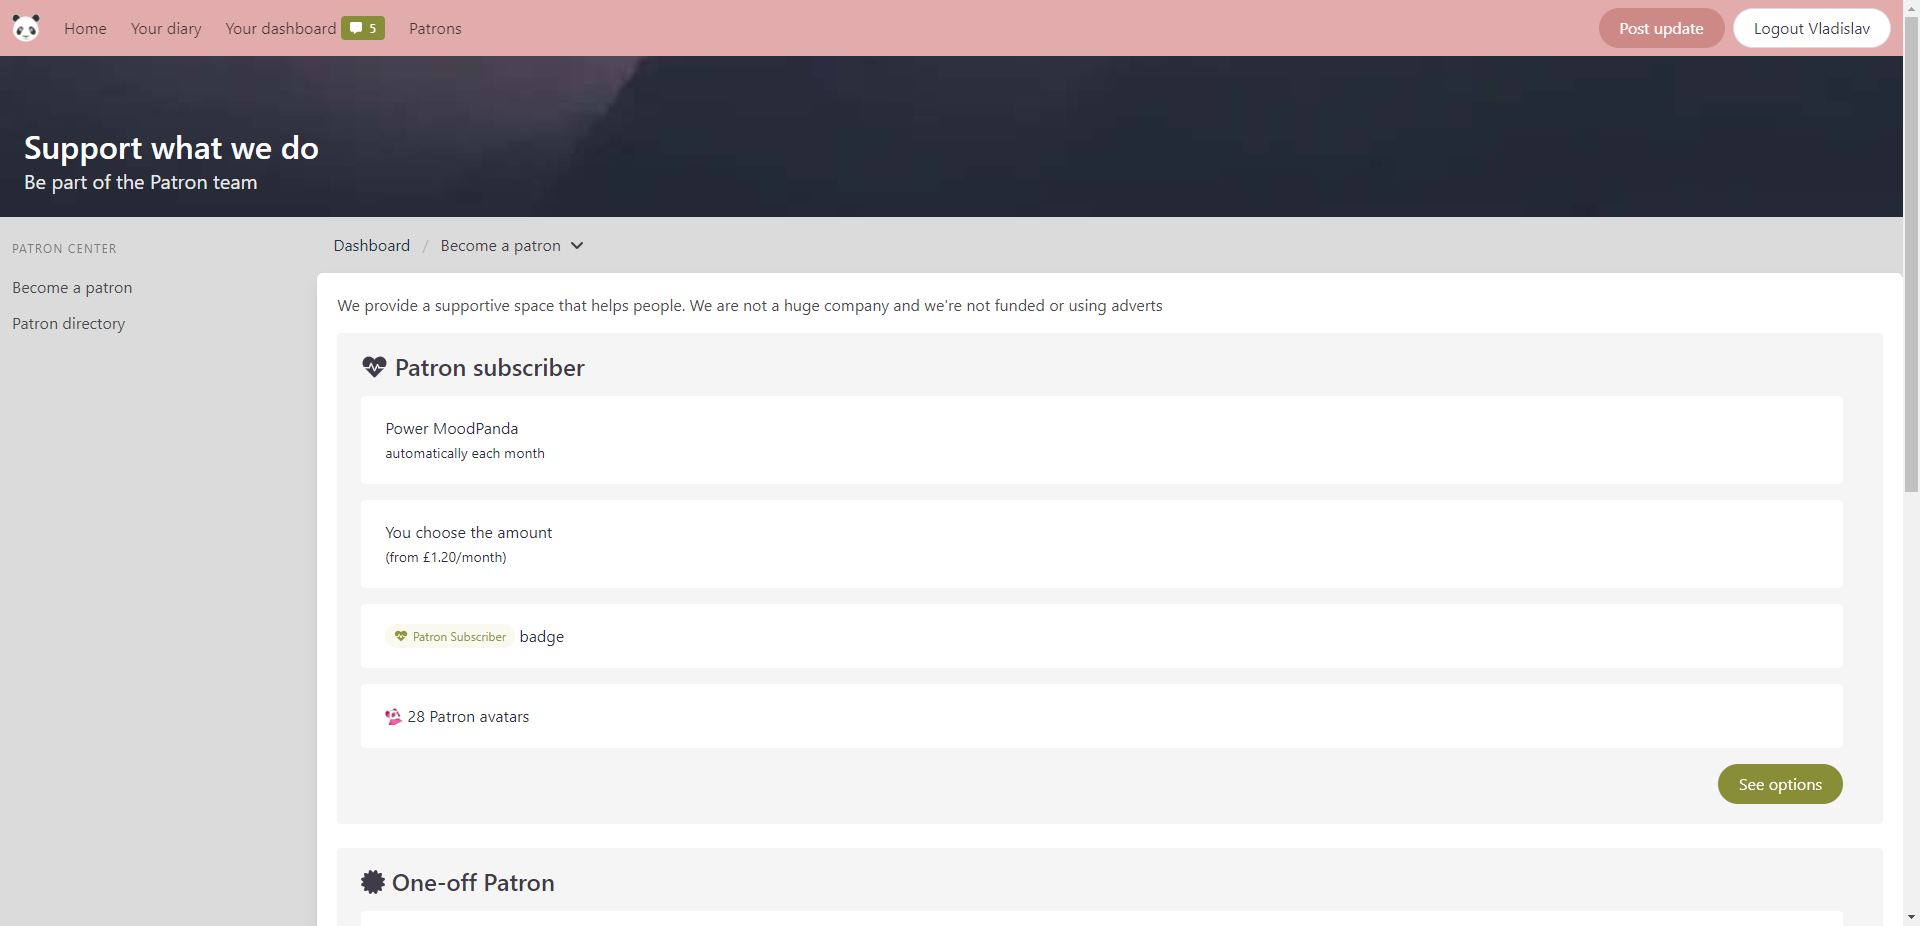 Home
Your diary
Your dashboard
5
Patrons
Post update
Logout Vladislav
Support what we do
Be part of the Patron team
PATRON CENTER
Become a patron
Patron directory
Dashboard / Become a patron
We provide a supportive space that helps people. We are not a huge company and we're not funded or using adverts
Patron subscriber
Power MoodPanda
automatically each month
You choose the amount
(from £1.20/month)
Patron Subscriber badge
28 Patron avatars
See options
One-off Patron